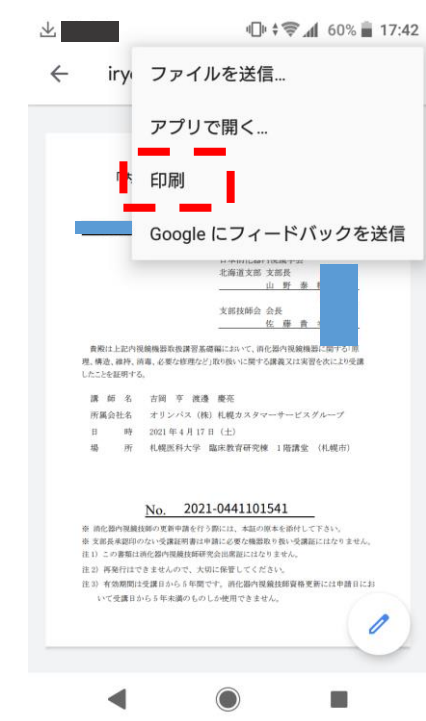 60% 17:42
iry
ファイルを送信...
アプリで開く...
印刷
Google にフィードバックを送信
北海道支部 支部長
山 野 泰
支部技師会 会長
佐 藤 貴
貴殿は上記内視鏡機器取扱講習基礎編において、消化器内視鏡機器に関する「原
理、構造、維持、消毒、必要な修理など」取り扱いに関する講義又は実習を次により受講
したことを証明する。
講 師 名 吉岡 亨 渡邊 慶亮
所属会社名 オリンパス (株) 札幌カスタマーサービスグループ
日 時 2021 年 4 月 17 日 (土)
場 所 札幌医科大学 臨床教育研究棟 1 階講堂 (札幌市)
No. 2021-0441101541
※ 消化器内視鏡技師の更新申請を行う際には、本証の原本を添付して下さい。
※ 支部長承認印のない受講証明書は申請に必要な機器取り扱い受講証にはなりません。
注1) この書類は消化器内視鏡技師研究会出席証にはなりません。
注2) 再発行はできませんので、大切に保管してください。
注3) 有効期間は受講日から 5 年間です。消化器内視鏡技師資格更新には申請日にお
いて受講日から 5 年未満のものしか使用できません。